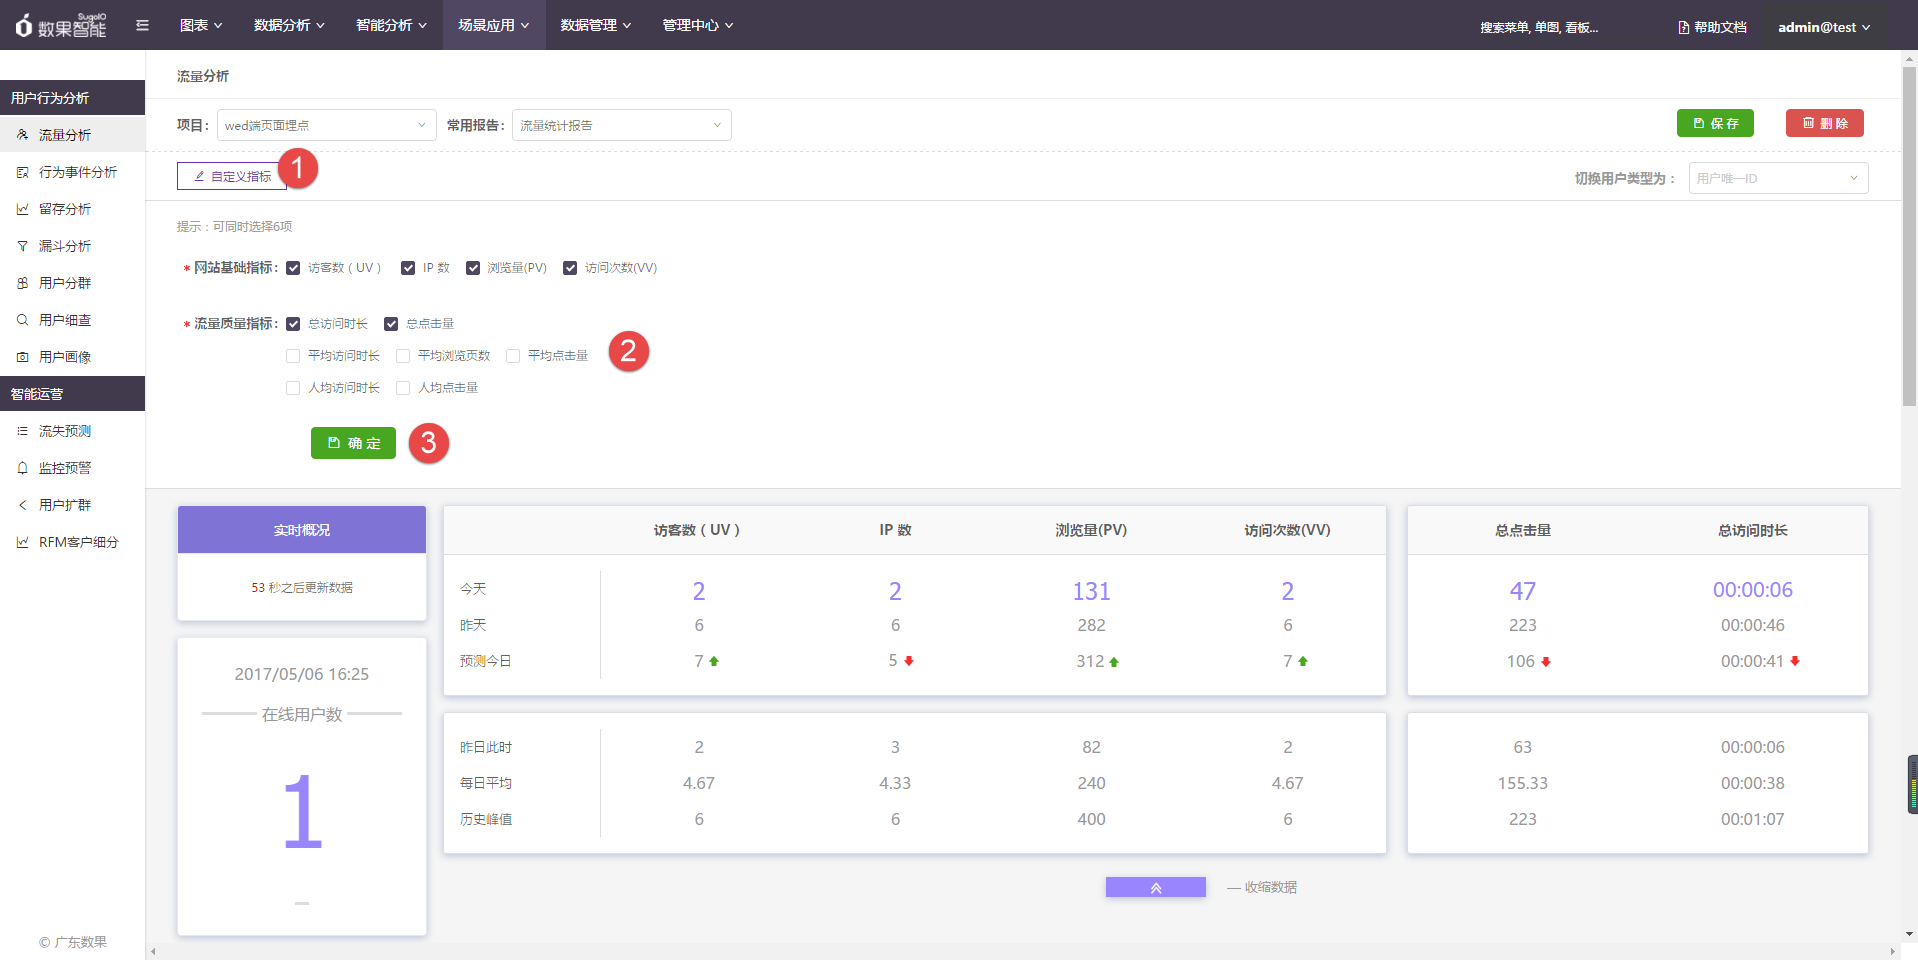 SugoIO
数果智能
图表
数据分析
智能分析
场景应用
数据管理
管理中心
搜索菜单, 单图, 看板...
帮助文档
admin@test
用户行为分析
流量分析
行为事件分析
留存分析
漏斗分析
用户分群
用户细查
用户画像
智能运营
流失预测
监控预警
用户扩群
RFM客户细分
© 广东数果
流量分析
项目： wed端页面埋点 常用报告： 流量统计报告
保 存
删 除
自定义指标
1
切换用户类型为： 用户唯一ID
提示：可同时选择6项
* 网站基础指标： 访客数（UV） IP 数 浏览量(PV) 访问次数(VV)
* 流量质量指标： 总访问时长 总点击量
平均访问时长 平均浏览页数 平均点击量
2
人均访问时长 人均点击量
确 定
3
实时概况
53 秒之后更新数据
2017/05/06 16:25
在线用户数
1
访客数（UV） IP 数 浏览量(PV) 访问次数(VV) 总点击量 总访问时长
今天 2 2 131 2 47 00:00:06
昨天 6 6 282 6 223 00:00:46
预测今日 7 5 312 7 106 00:00:41
昨日此时 2 3 82 2 63 00:00:06
每日平均 4.67 4.33 240 4.67 155.33 00:00:38
历史峰值 6 6 400 6 223 00:01:07
— 收缩数据